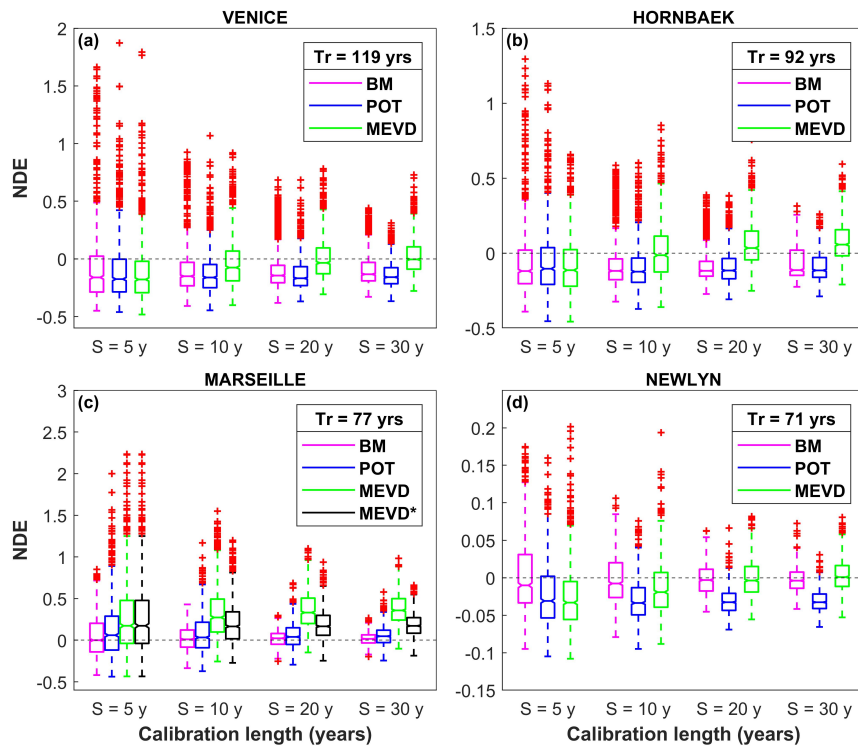 VENICE
(a)
Tr = 119 yrs
BM
POT
MEVD
NDE
2
1.5
1
0.5
0
-0.5
S = 5 y
S = 10 y
S = 20 y
S = 30 y
HORNBAEK
(b)
Tr = 92 yrs
BM
POT
MEVD
1.5
1
0.5
0
-0.5
S = 5 y
S = 10 y
S = 20 y
S = 30 y
MARSEILLE
(c)
Tr = 77 yrs
BM
POT
MEVD
MEVD*
NDE
3
2.5
2
1.5
1
0.5
0
-0.5
S = 5 y
S = 10 y
S = 20 y
S = 30 y
Calibration length (years)
NEWLYN
(d)
Tr = 71 yrs
BM
POT
MEVD
0.2
0.15
0.1
0.05
0
-0.05
-0.1
-0.15
S = 5 y
S = 10 y
S = 20 y
S = 30 y
Calibration length (years)